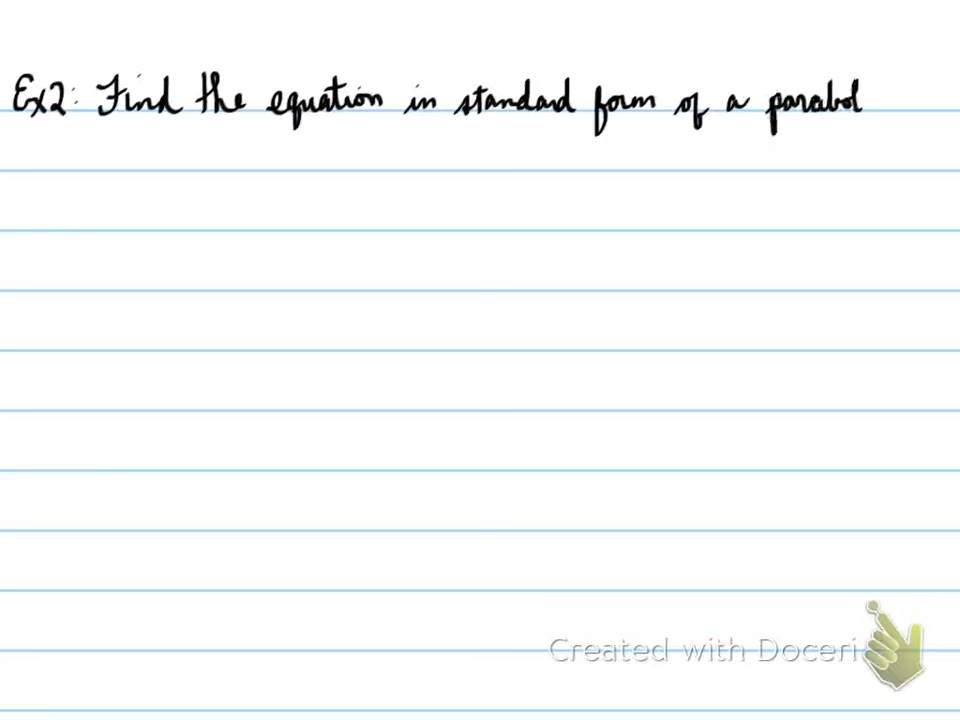 Ex2: Find the equation in standard form of a parabol
Created with Doceri